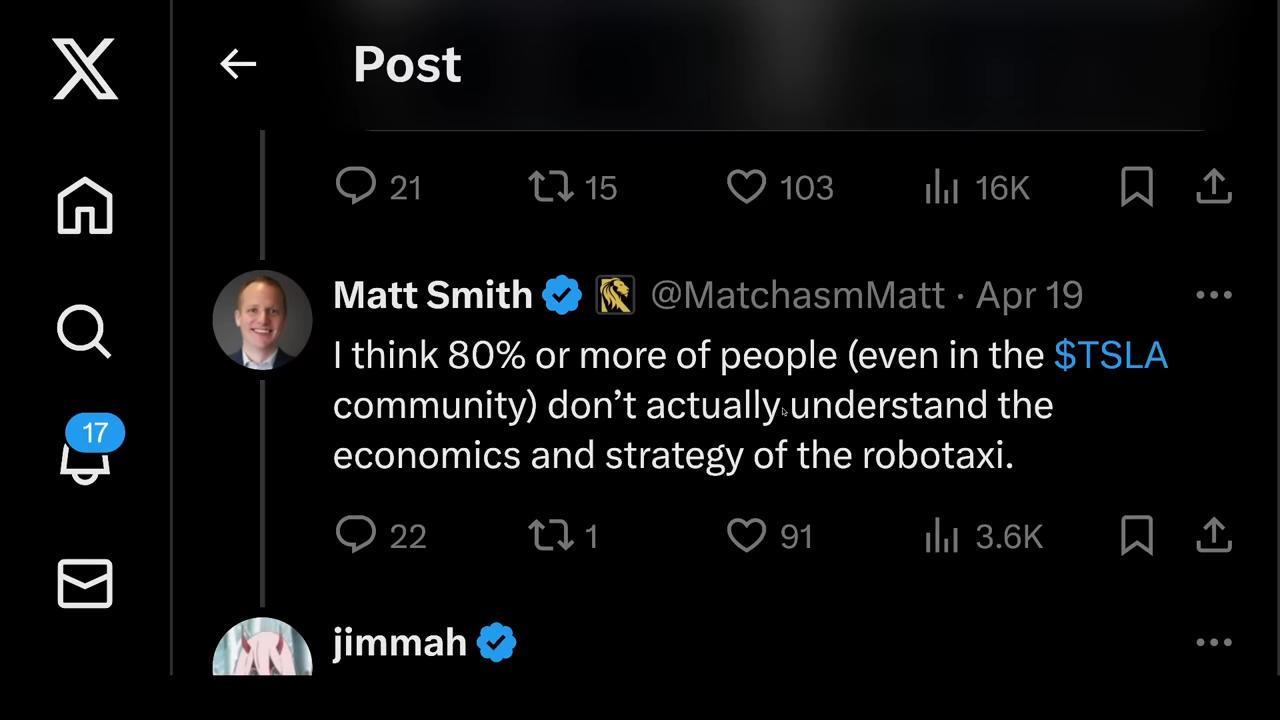 Post
21 15 103 16K
Matt Smith @MatchasmMatt · Apr 19
I think 80% or more of people (even in the $TSLA
community) don’t actually understand the
economics and strategy of the robotaxi.
17
22 1 91 3.6K
jimmah